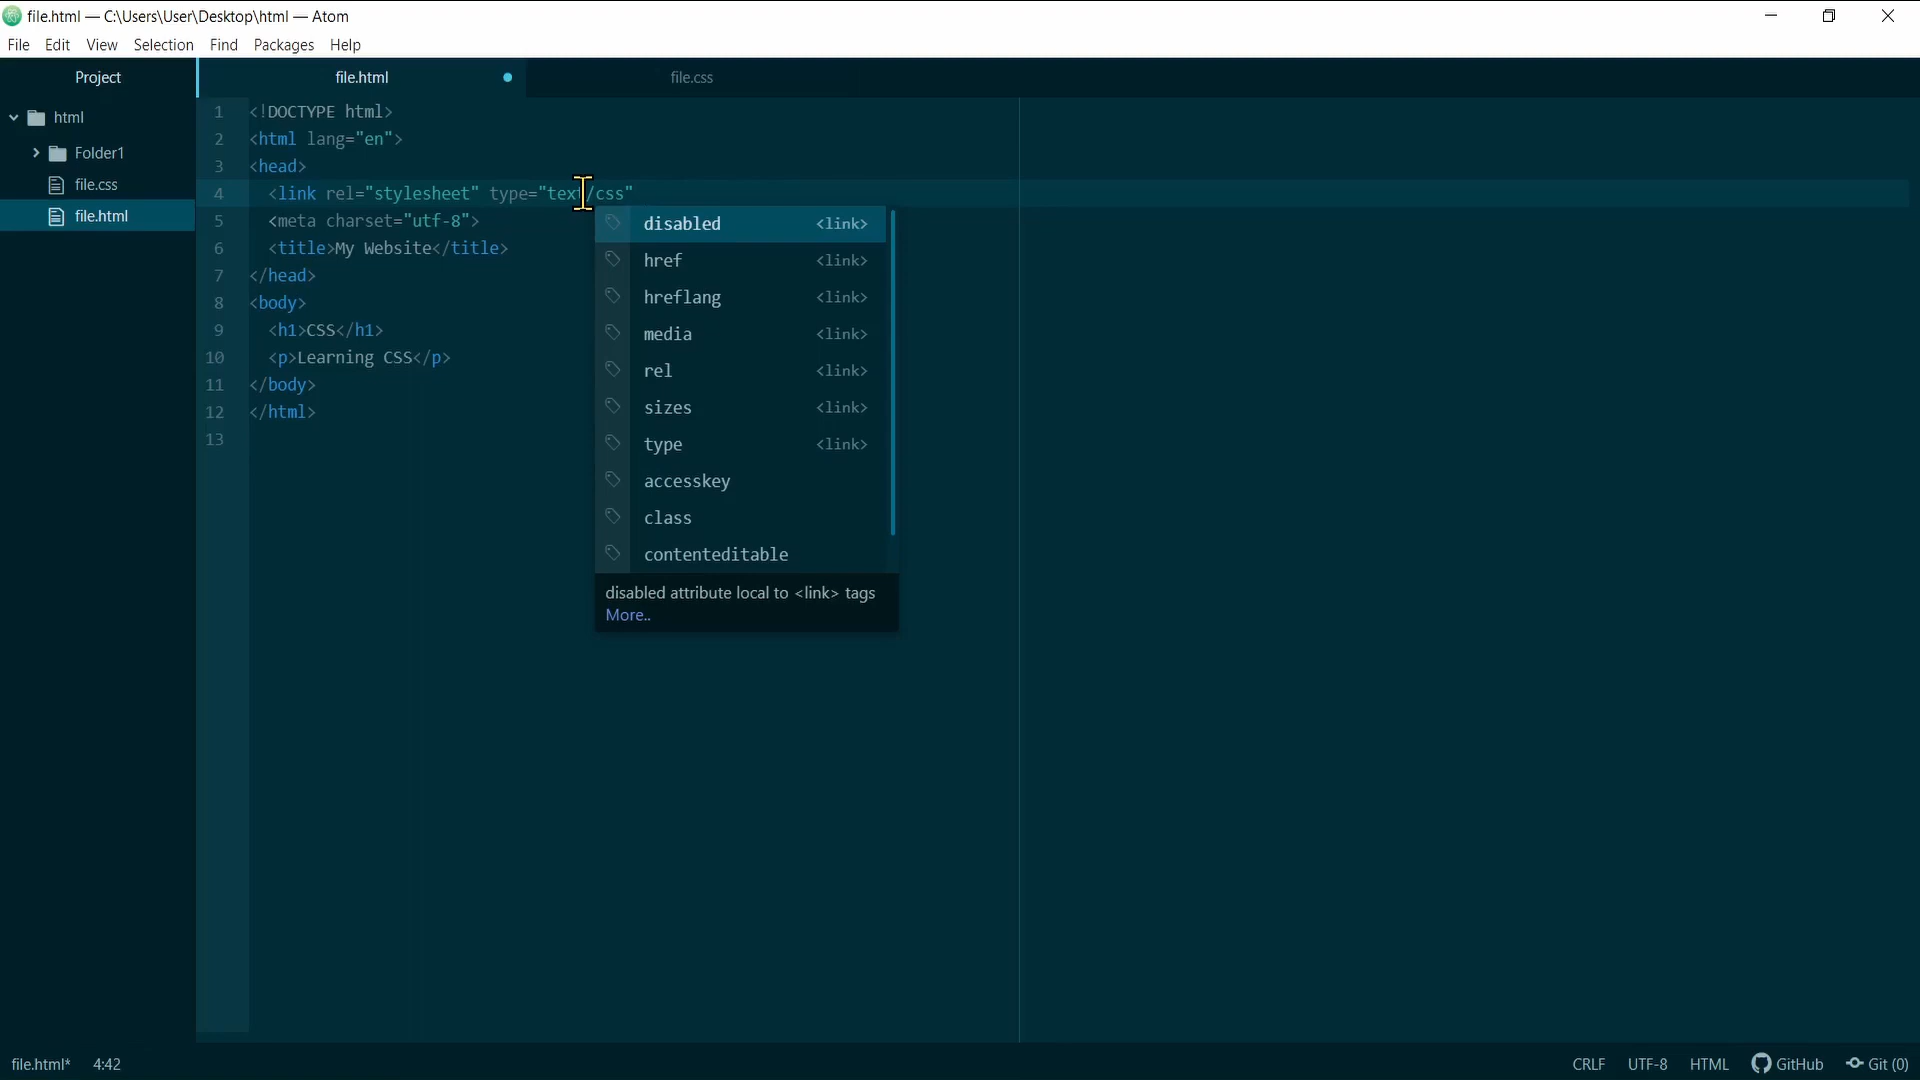 file.html — C:\Users\User\Desktop\html — Atom
File Edit View Selection Find Packages Help
Project
file.html
file.css
html
Folder1
file.css
file.html
1 <!DOCTYPE html>
2 <html lang="en">
3 <head>
4 <link rel="stylesheet" type="text/css"
5 <meta charset="utf-8">
6 <title>My Website</title>
7 </head>
8 <body>
9 <h1>CSS</h1>
10 <p>Learning CSS</p>
11 </body>
12 </html>
13
disabled <link>
href <link>
hreflang <link>
media <link>
rel <link>
sizes <link>
type <link>
accesskey
class
contenteditable
disabled attribute local to <link> tags
More..
file.html* 4:42 CRLF UTF-8 HTML GitHub Git (0)